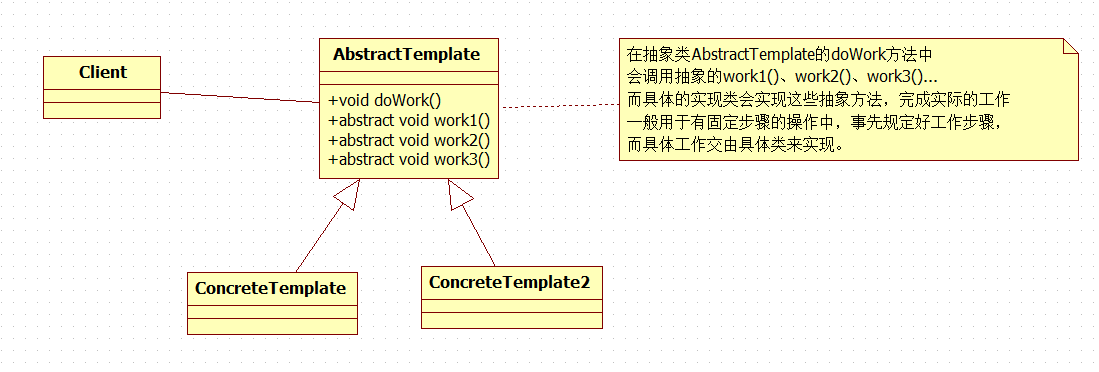 Client
AbstractTemplate
+void doWork()
+abstract void work1()
+abstract void work2()
+abstract void work3()
在抽象类AbstractTemplate的doWork方法中
会调用抽象的work1()、work2()、work3()...
而具体的实现类会实现这些抽象方法，完成实际的工作
一般用于有固定步骤的操作中，事先规定好工作步骤，
而具体工作交由具体类来实现。
ConcreteTemplate
ConcreteTemplate2